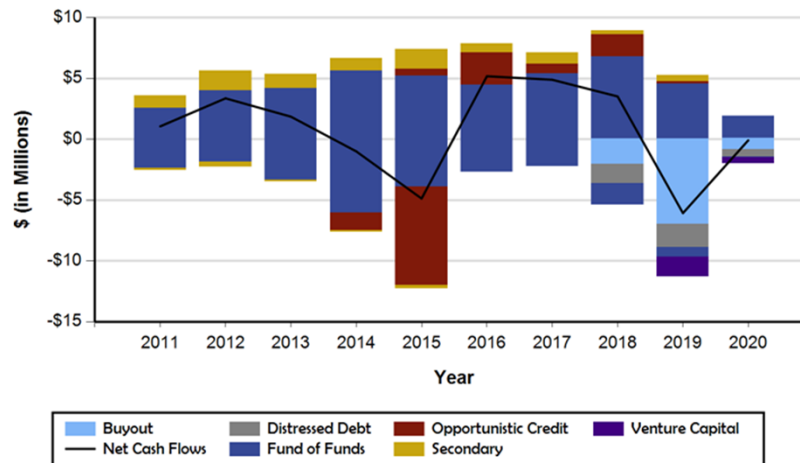 $10
$5
$0
-$5
-$10
-$15
$ (in Millions)
2011 2012 2013 2014 2015 2016 2017 2018 2019 2020
Year
Buyout Distressed Debt Opportunistic Credit Venture Capital
Net Cash Flows Fund of Funds Secondary